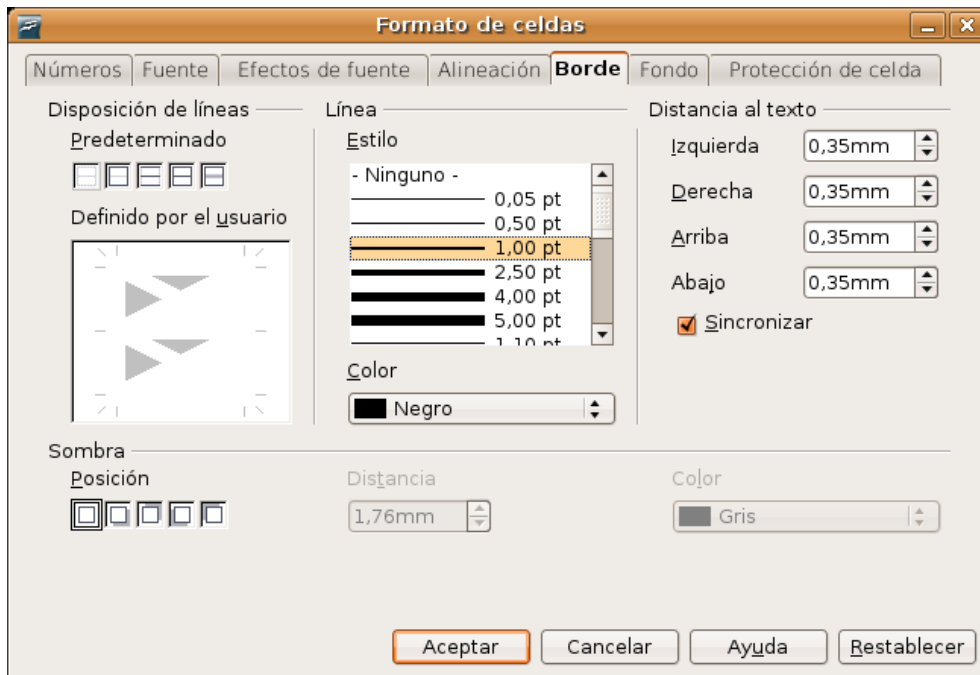 Formato de celdas
Números Fuente Efectos de fuente Alineación Borde Fondo Protección de celda
Disposición de líneas
Predeterminado
Definido por el usuario
Línea
Estilo
- Ninguno -
0,05 pt
0,50 pt
1,00 pt
2,50 pt
4,00 pt
5,00 pt
1,10 pt
Color
Negro
Distancia al texto
Izquierda 0,35mm
Derecha 0,35mm
Arriba 0,35mm
Abajo 0,35mm
Sincronizar
Sombra
Posición
Distancia
1,76mm
Color
Gris
Aceptar Cancelar Ayuda Restablecer